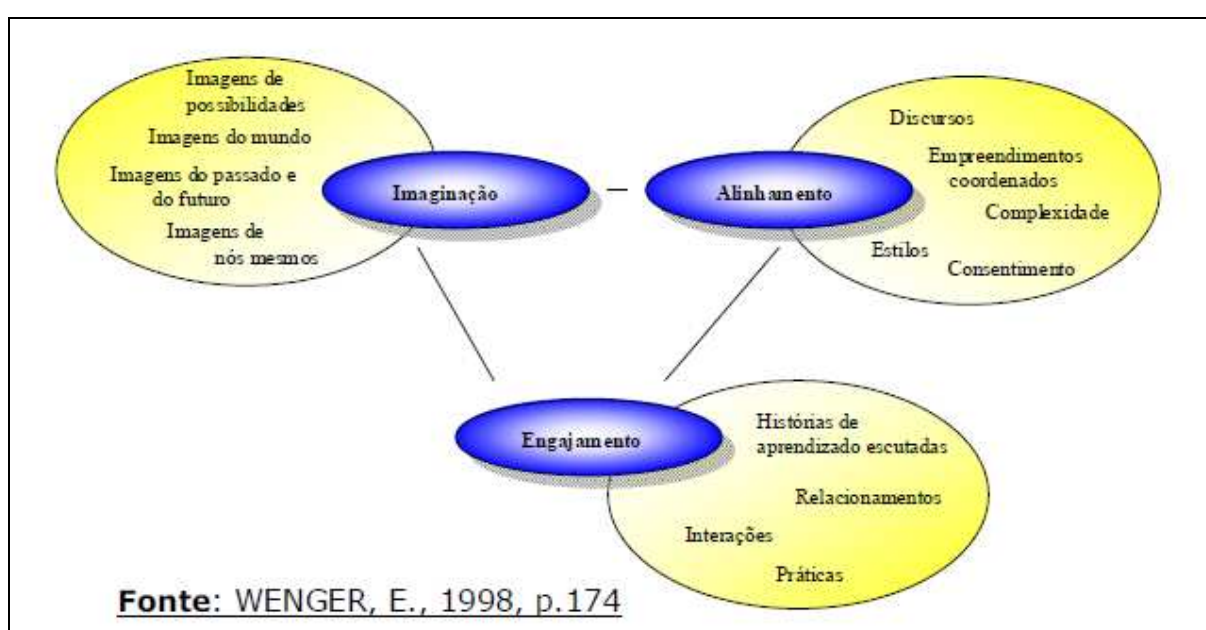 Imagens de
possibilidades
Imagens do mundo
Imagens do passado e
do futuro
Imagens de
nós mesmos
Imaginação
Alinhamento
Discursos
Empreendimentos
coordenados
Complexidade
Estilos
Consentimento
Engajamento
Histórias de
aprendizado escutadas
Relacionamentos
Interações
Práticas
Fonte: WENGER, E., 1998, p.174